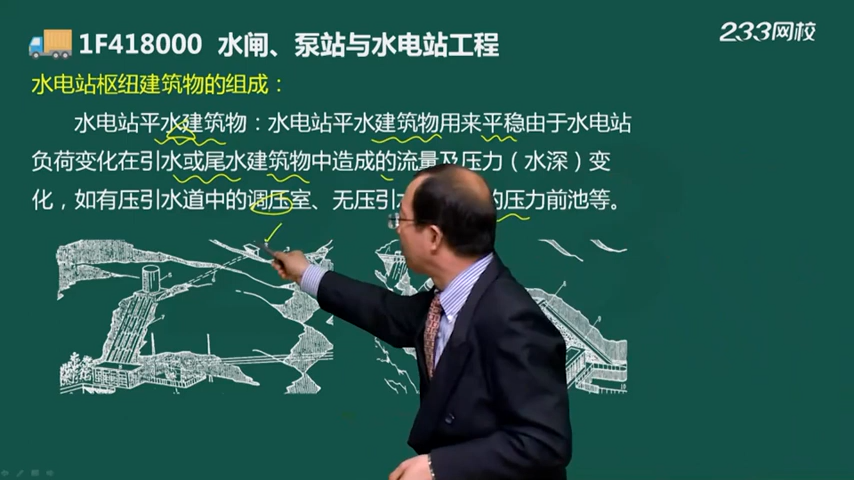 1F418000 水闸、泵站与水电站工程
233网校
水电站枢纽建筑物的组成：
水电站平水建筑物：水电站平水建筑物用来平稳由于水电站
负荷变化在引水或尾水建筑物中造成的流量及压力（水深）变
化，如有压引水道中的调压室、无压引 的压力前池等。